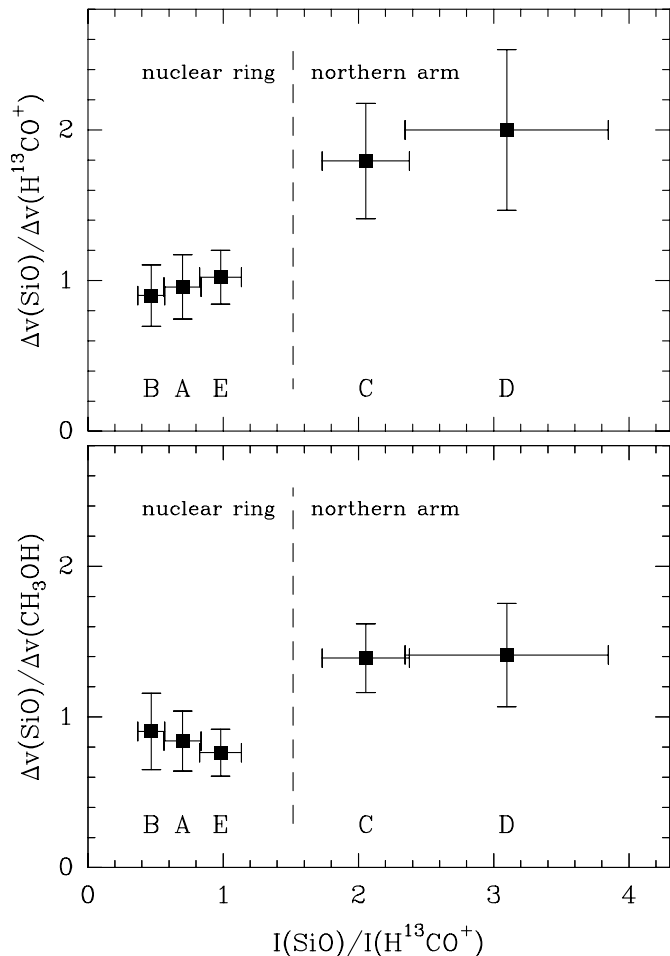 nuclear ring
northern arm
2
1
0
B A E C D
Δv(SiO)/Δv(H¹³CO⁺)
nuclear ring
northern arm
2
1
0
B A E C D
Δv(SiO)/Δv(CH₃OH)
0 1 2 3 4
I(SiO)/I(H¹³CO⁺)